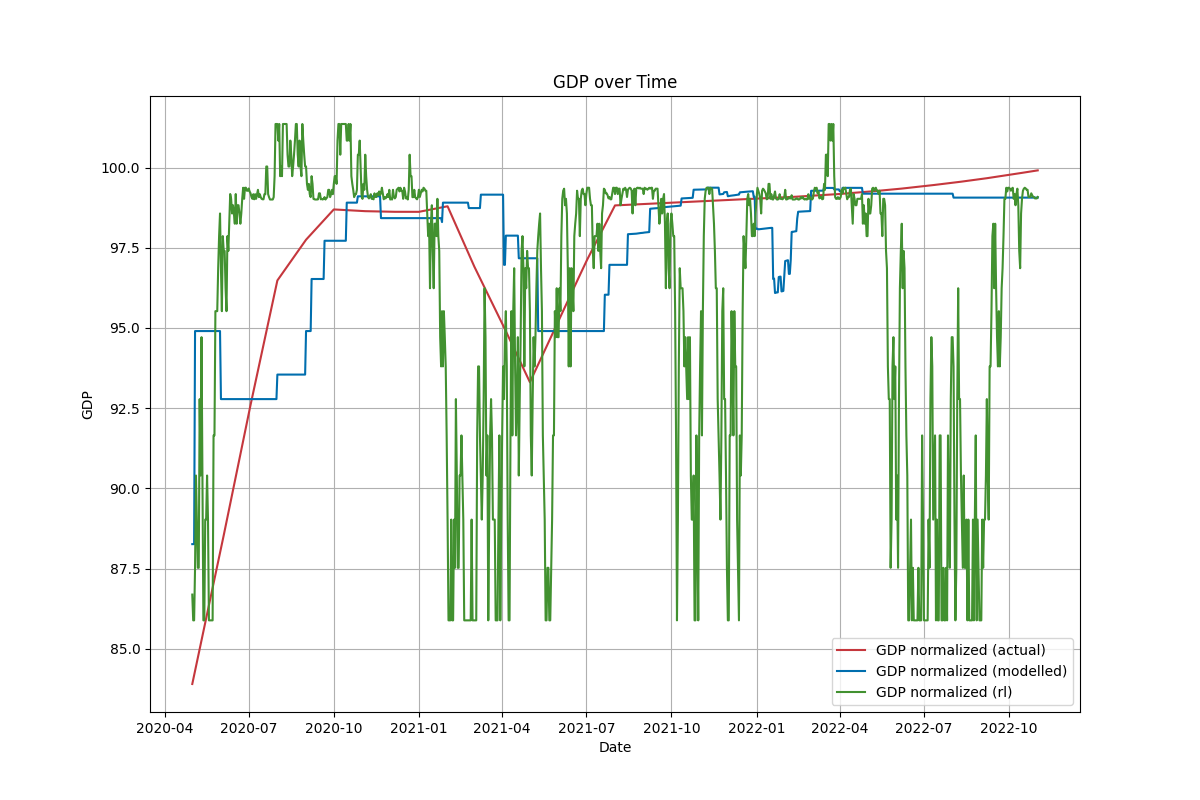 GDP over Time
100.0
97.5
95.0
92.5
90.0
87.5
85.0
GDP
GDP normalized (actual)
GDP normalized (modelled)
GDP normalized (rl)
2020-04 2020-07 2020-10 2021-01 2021-04 2021-07 2021-10 2022-01 2022-04 2022-07 2022-10
Date